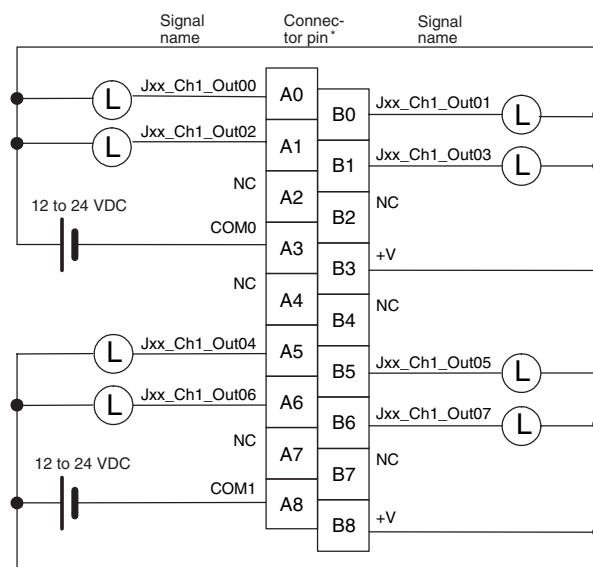 Signal name
Connec-tor pin*
Signal name
L Jxx_Ch1_Out00 A0
B0 Jxx_Ch1_Out01 L
L Jxx_Ch1_Out02 A1
B1 Jxx_Ch1_Out03 L
NC A2
B2 NC
12 to 24 VDC
COM0 A3
B3 +V
NC A4
B4 NC
L Jxx_Ch1_Out04 A5
B5 Jxx_Ch1_Out05 L
L Jxx_Ch1_Out06 A6
B6 Jxx_Ch1_Out07 L
NC A7
B7 NC
12 to 24 VDC
COM1 A8
B8 +V